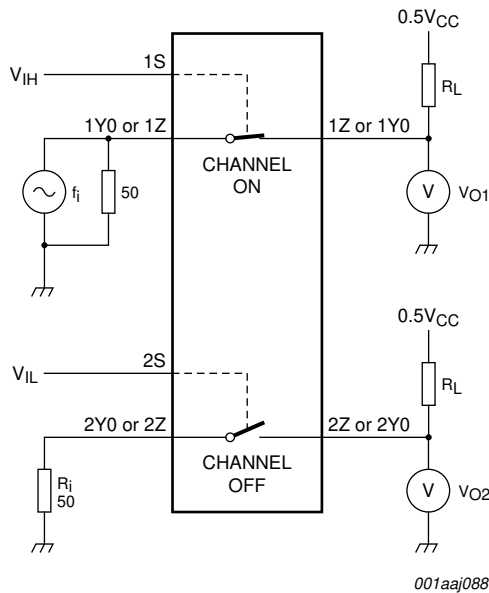 0.5VCC
1S
VIH
RL
1Y0 or 1Z
1Z or 1Y0
CHANNEL
ON
fi
50
V
VO1
0.5VCC
2S
VIL
RL
2Y0 or 2Z
2Z or 2Y0
CHANNEL
OFF
Ri
50
V
VO2
001aaj088